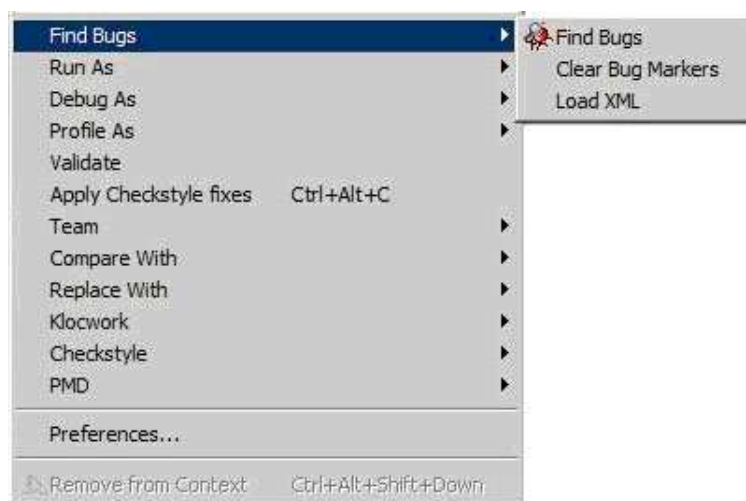 Find Bugs
Run As
Debug As
Profile As
Validate
Apply Checkstyle fixes Ctrl+Alt+C
Team
Compare With
Replace With
Klocwork
Checkstyle
PMD
Preferences...
Remove from Context Ctrl+Alt+Shift+Down
Find Bugs
Clear Bug Markers
Load XML